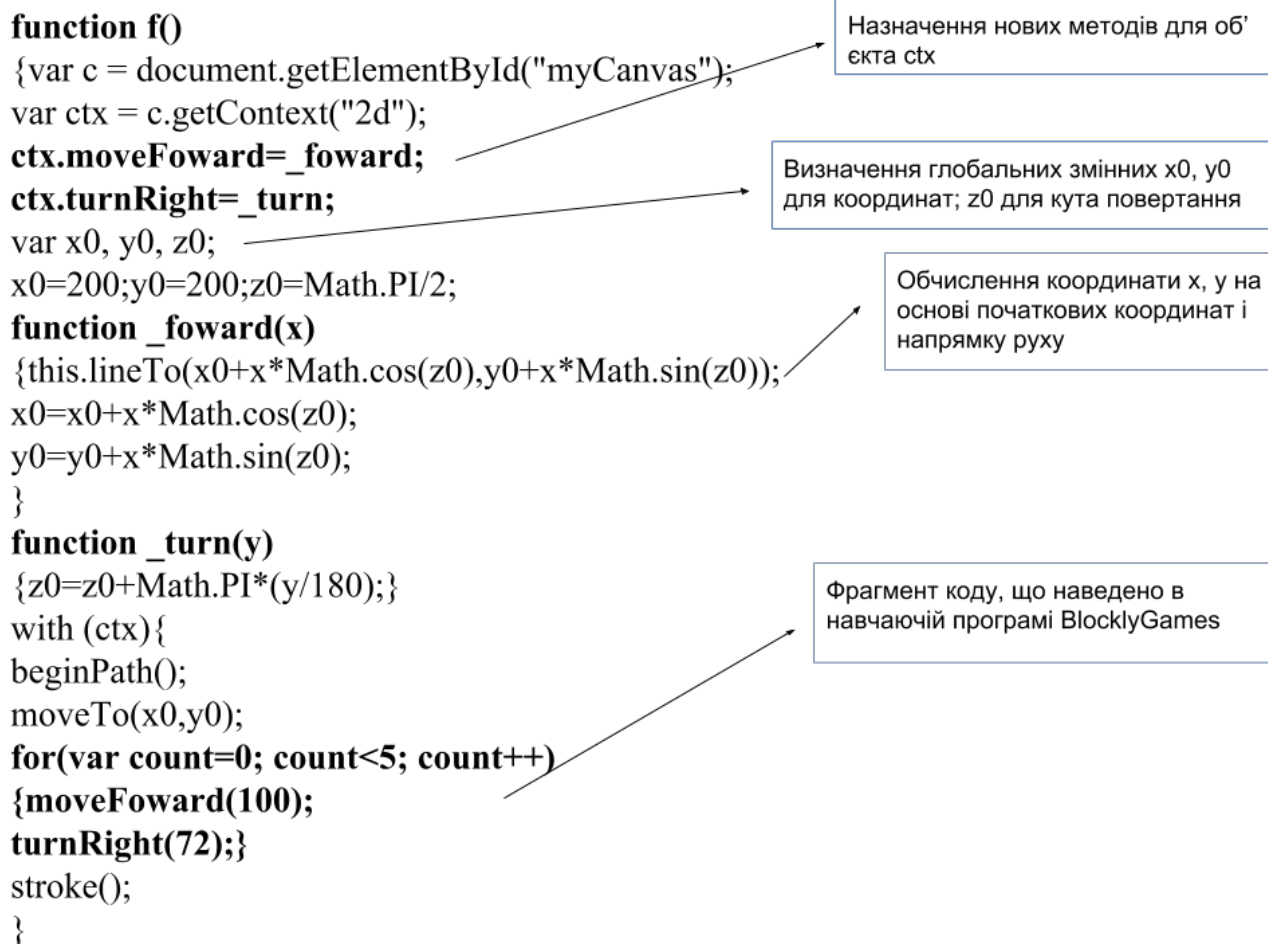 function f()
{var c = document.getElementById("myCanvas");
var ctx = c.getContext("2d");
ctx.moveFoward=_foward;
ctx.turnRight=_turn;
var x0, y0, z0;
x0=200;y0=200;z0=Math.PI/2;
function _foward(x)
{this.lineTo(x0+x*Math.cos(z0),y0+x*Math.sin(z0));
x0=x0+x*Math.cos(z0);
y0=y0+x*Math.sin(z0);
}
function _turn(y)
{z0=z0+Math.PI*(y/180);}
with (ctx){
beginPath();
moveTo(x0,y0);
for(var count=0; count<5; count++)
{moveFoward(100);
turnRight(72);}
stroke();
}
Назначення нових методів для об’
єкта ctx
Визначення глобальних змінних x0, y0
для координат; z0 для кута повертання
Обчислення координати x, y на
основі початкових координат і
напрямку руху
Фрагмент коду, що наведено в
навчаючій програмі BlocklyGames